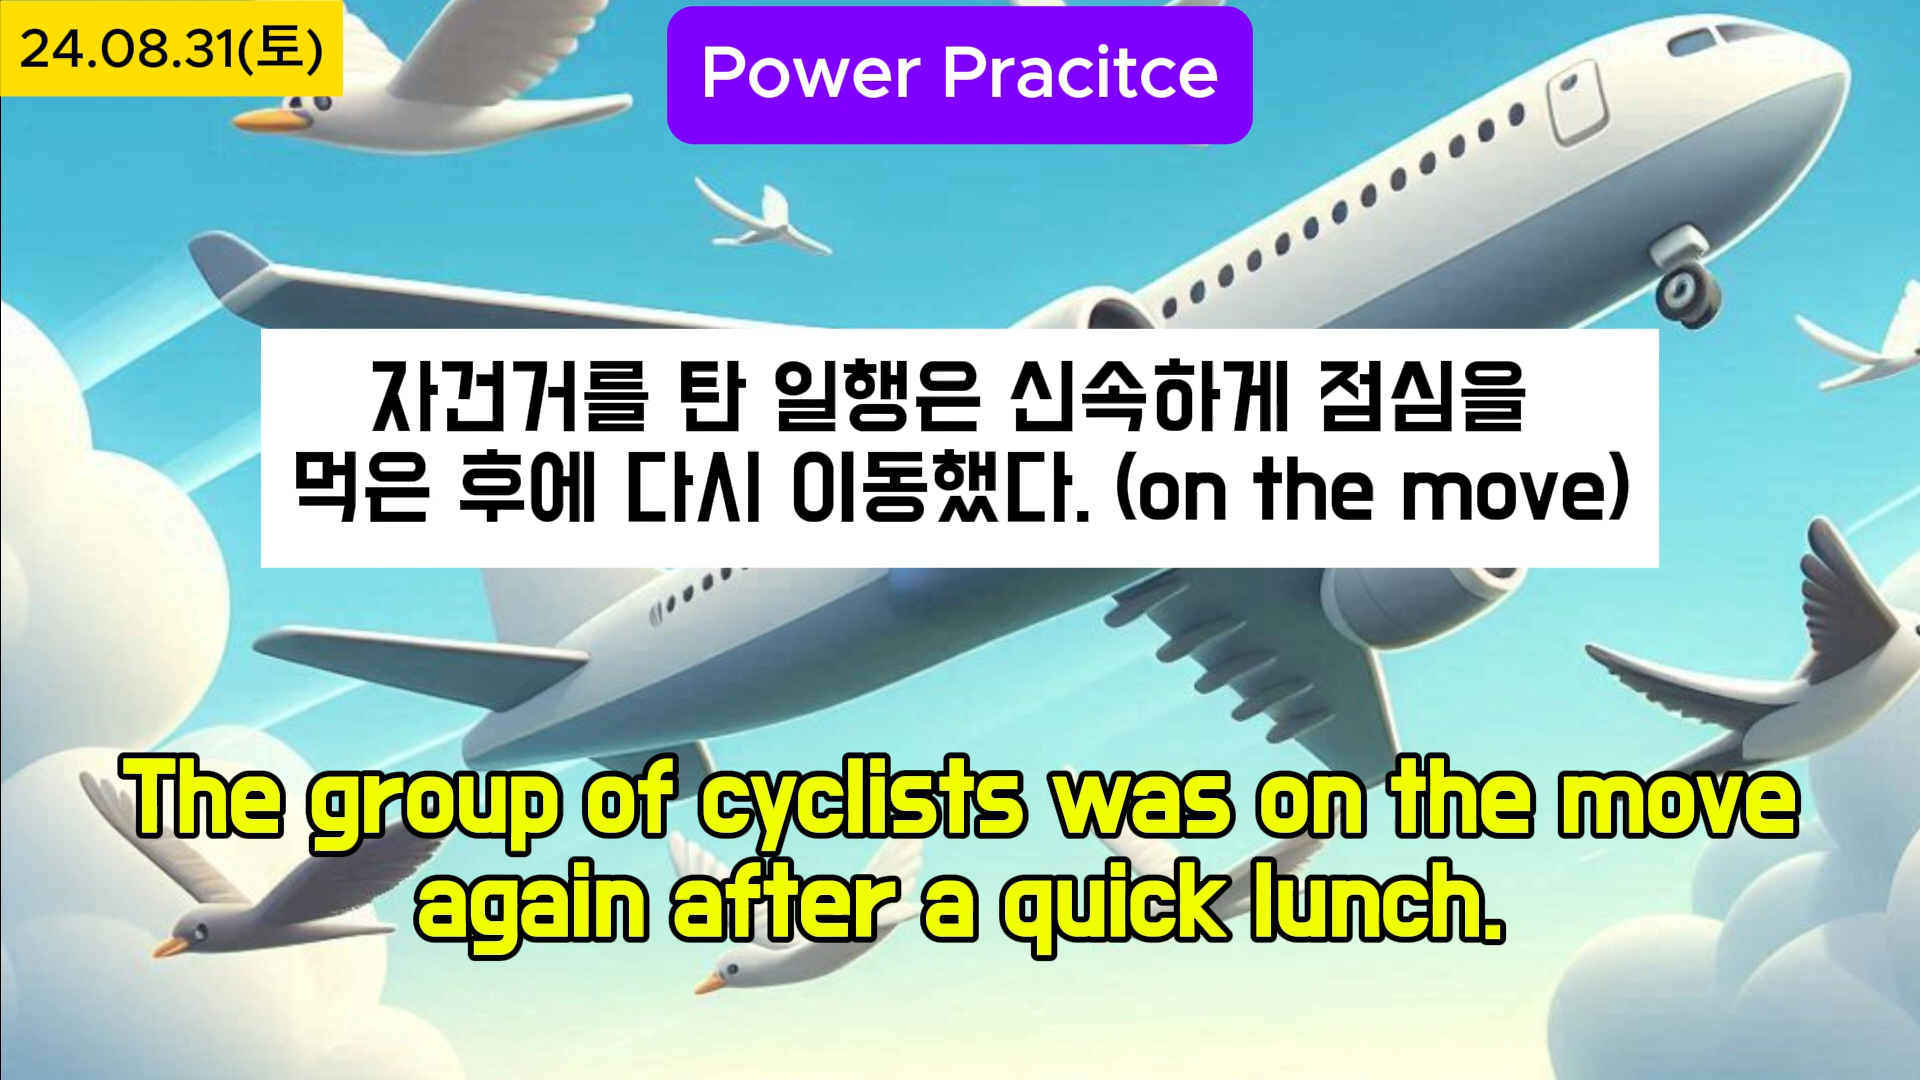 24.08.31(토)
Power Pracitce
자건거를 탄 일행은 신속하게 점심을
먹은 후에 다시 이동했다. (on the move)
The group of cyclists was on the move
again after a quick lunch.